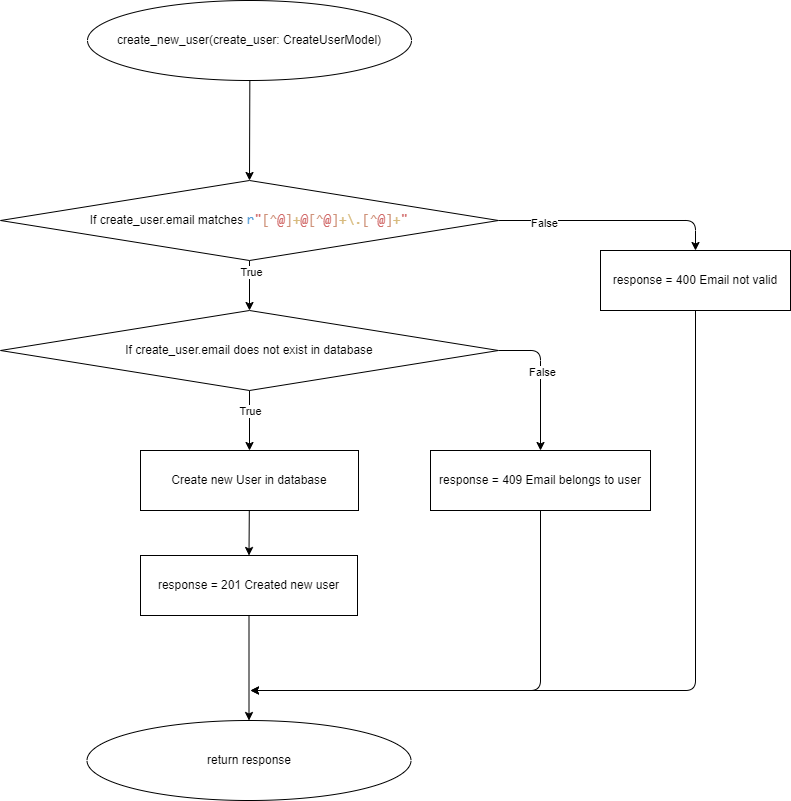 create_new_user(create_user: CreateUserModel)
If create_user.email matches r"[^@]+@[^@]+\.[^@]+"
False
True
response = 400 Email not valid
If create_user.email does not exist in database
False
True
Create new User in database
response = 409 Email belongs to user
response = 201 Created new user
return response